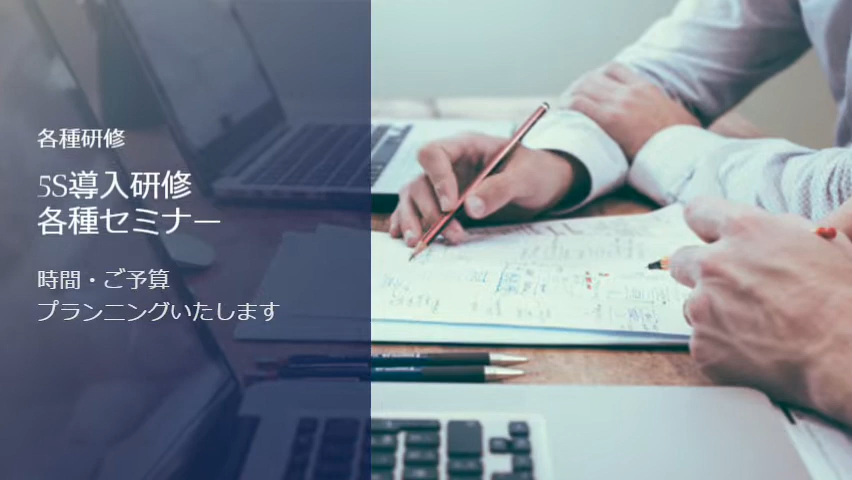 各種研修
5S導入研修
各種セミナー
時間・ご予算
プランニングいたします